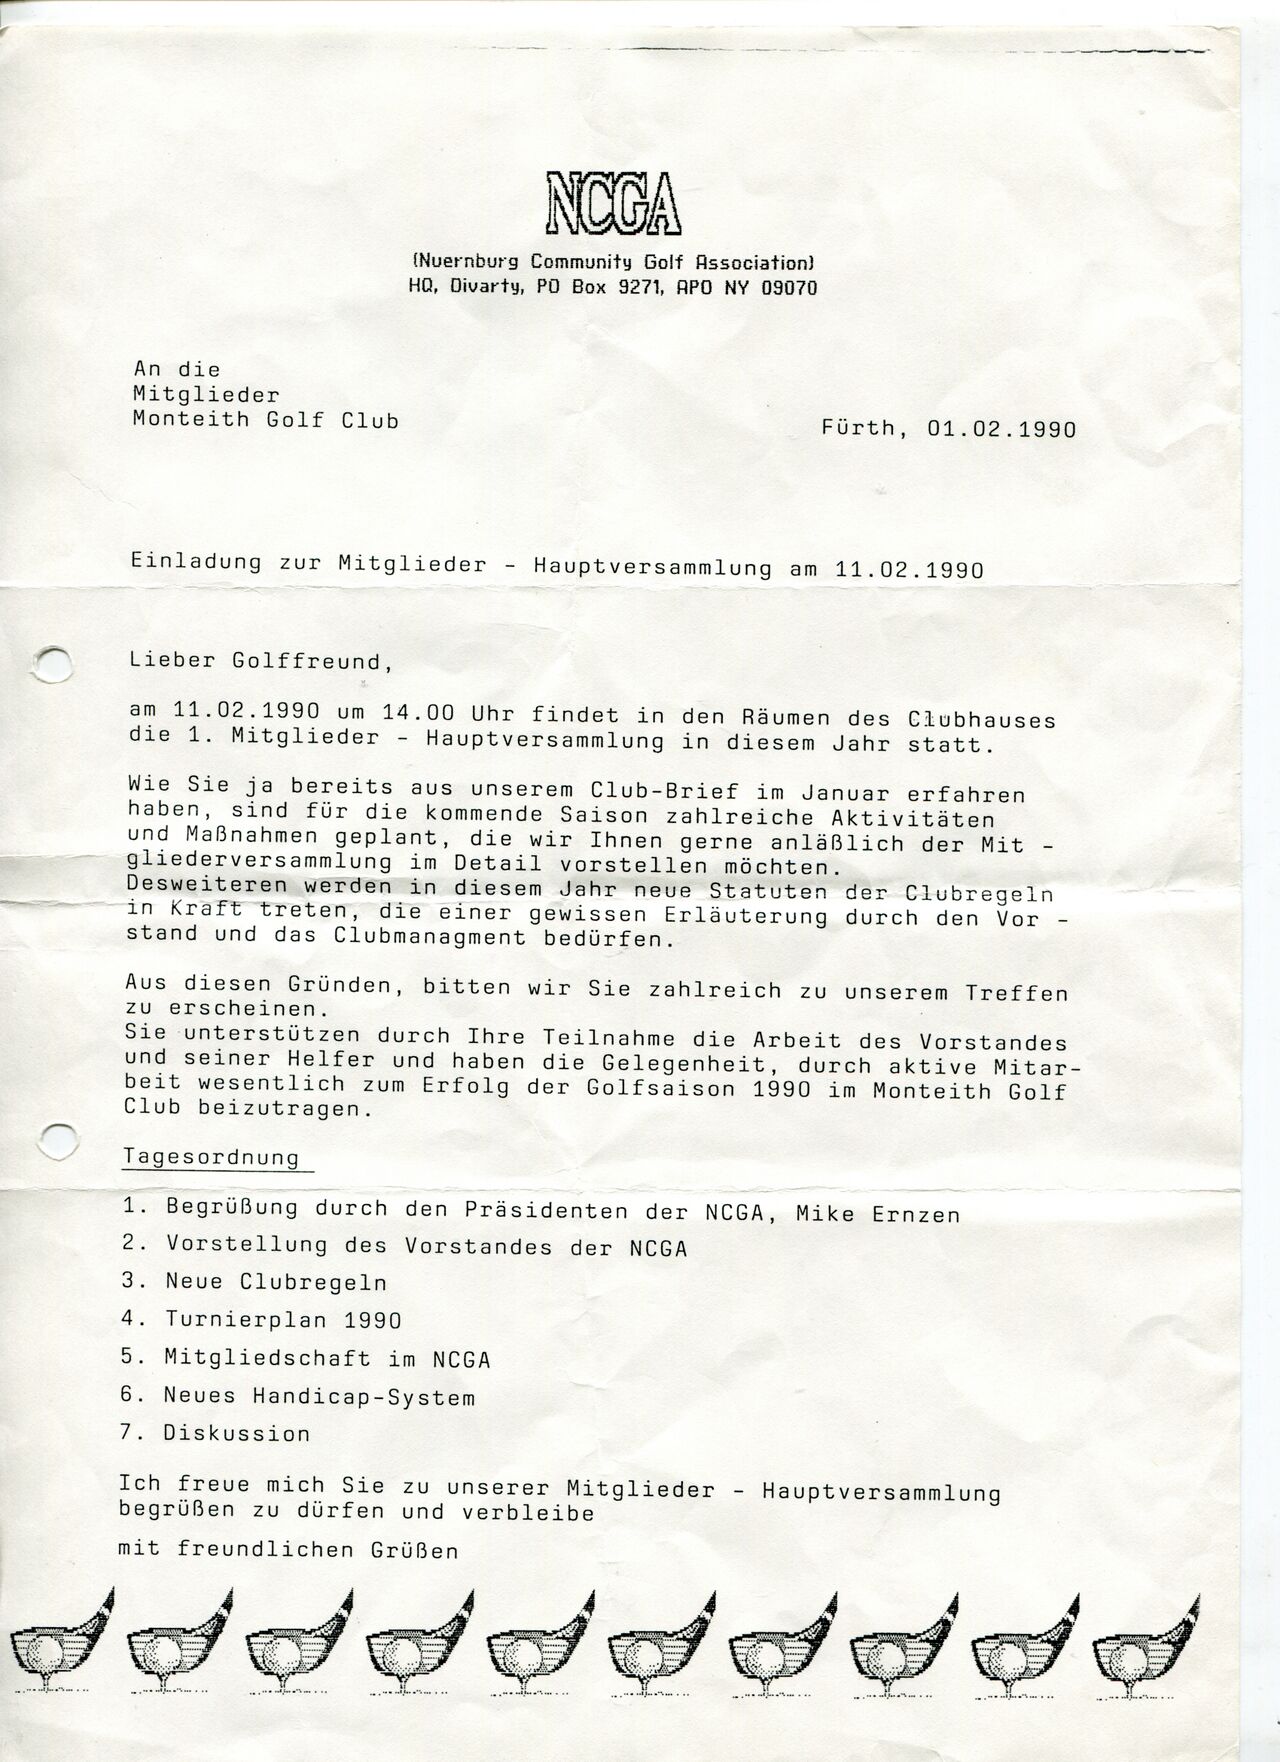 NCGA
(Nuernburg Community Golf Association)
HQ, Divarty, PO Box 9271, APO NY 09070
An die
Mitglieder
Monteith Golf Club
Fürth, 01.02.1990
Einladung zur Mitglieder - Hauptversammlung am 11.02.1990
Lieber Golffreund,
am 11.02.1990 um 14.00 Uhr findet in den Räumen des Clubhauses
die 1. Mitglieder - Hauptversammlung in diesem Jahr statt.
Wie Sie ja bereits aus unserem Club-Brief im Januar erfahren
haben, sind für die kommende Saison zahlreiche Aktivitäten
und Maßnahmen geplant, die wir Ihnen gerne anläßlich der Mit -
gliederversammlung im Detail vorstellen möchten.
Desweiteren werden in diesem Jahr neue Statuten der Clubregeln
in Kraft treten, die einer gewissen Erläuterung durch den Vor -
stand und das Clubmanagment bedürfen.
Aus diesen Gründen, bitten wir Sie zahlreich zu unserem Treffen
zu erscheinen.
Sie unterstützen durch Ihre Teilnahme die Arbeit des Vorstandes
und seiner Helfer und haben die Gelegenheit, durch aktive Mitar-
beit wesentlich zum Erfolg der Golfsaison 1990 im Monteith Golf
Club beizutragen.
Tagesordnung
1. Begrüßung durch den Präsidenten der NCGA, Mike Ernzen
2. Vorstellung des Vorstandes der NCGA
3. Neue Clubregeln
4. Turnierplan 1990
5. Mitgliedschaft im NCGA
6. Neues Handicap-System
7. Diskussion
Ich freue mich Sie zu unserer Mitglieder - Hauptversammlung
begrüßen zu dürfen und verbleibe
mit freundlichen Grüßen